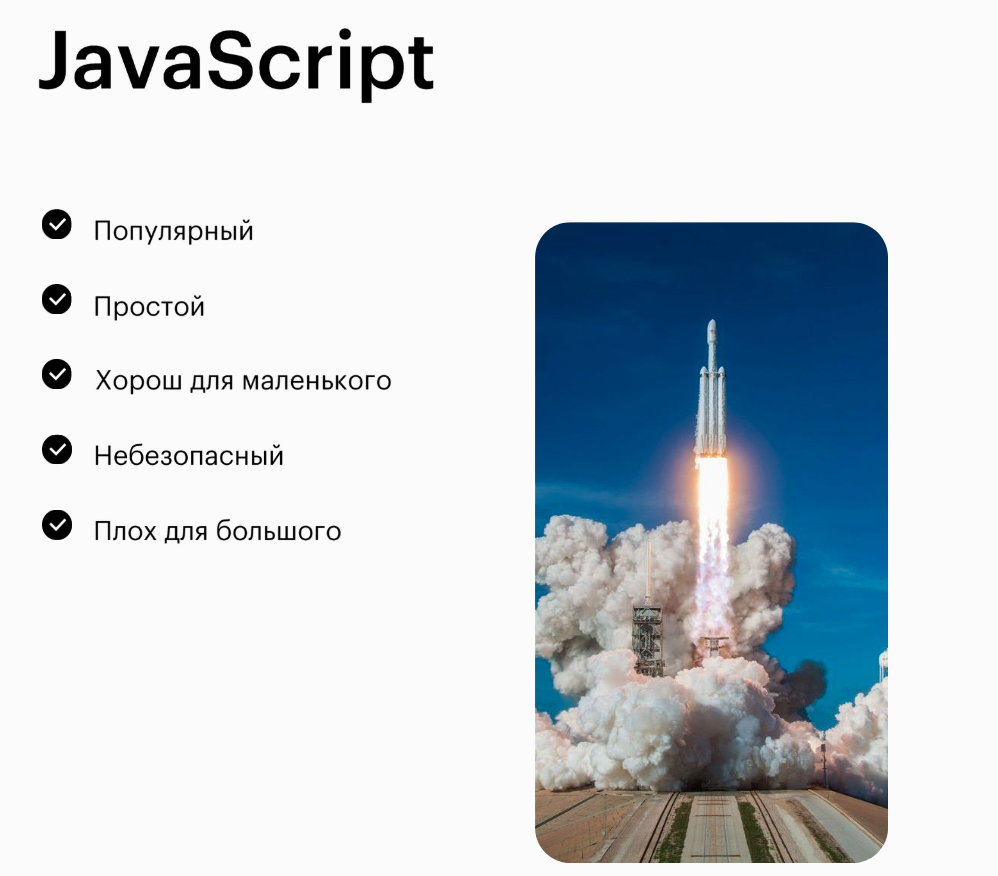 JavaScript
Популярный
Простой
Хорош для маленького
Небезопасный
Плох для большого